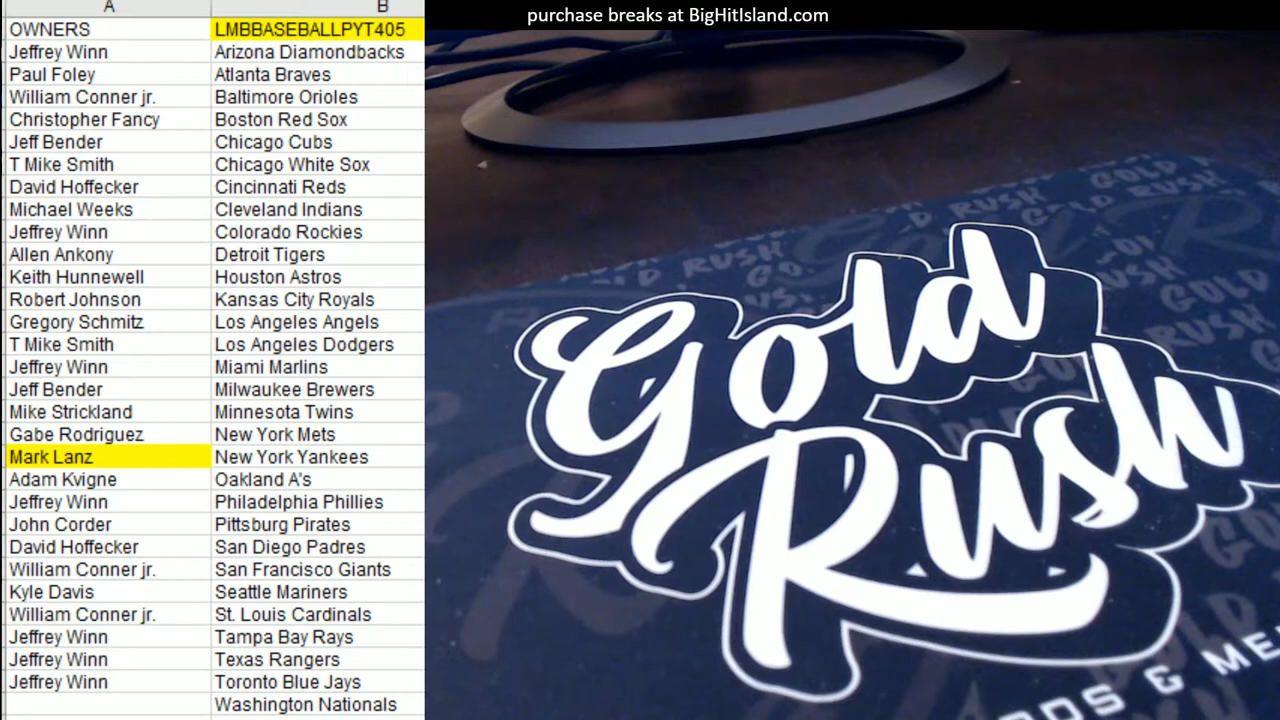 purchase breaks at BigHitIsland.com
A B
OWNERS LMBBASEBALLPYT405
Jeffrey Winn Arizona Diamondbacks
Paul Foley Atlanta Braves
William Conner jr. Baltimore Orioles
Christopher Fancy Boston Red Sox
Jeff Bender Chicago Cubs
T Mike Smith Chicago White Sox
David Hoffecker Cincinnati Reds
Michael Weeks Cleveland Indians
Jeffrey Winn Colorado Rockies
Allen Ankony Detroit Tigers
Keith Hunnewell Houston Astros
Robert Johnson Kansas City Royals
Gregory Schmitz Los Angeles Angels
T Mike Smith Los Angeles Dodgers
Jeffrey Winn Miami Marlins
Jeff Bender Milwaukee Brewers
Mike Strickland Minnesota Twins
Gabe Rodriguez New York Mets
Mark Lanz New York Yankees
Adam Kvigne Oakland A's
Jeffrey Winn Philadelphia Phillies
John Corder Pittsburg Pirates
David Hoffecker San Diego Padres
William Conner jr. San Francisco Giants
Kyle Davis Seattle Mariners
William Conner jr. St. Louis Cardinals
Jeffrey Winn Tampa Bay Rays
Jeffrey Winn Texas Rangers
Jeffrey Winn Toronto Blue Jays
Washington Nationals
Gold
Rush